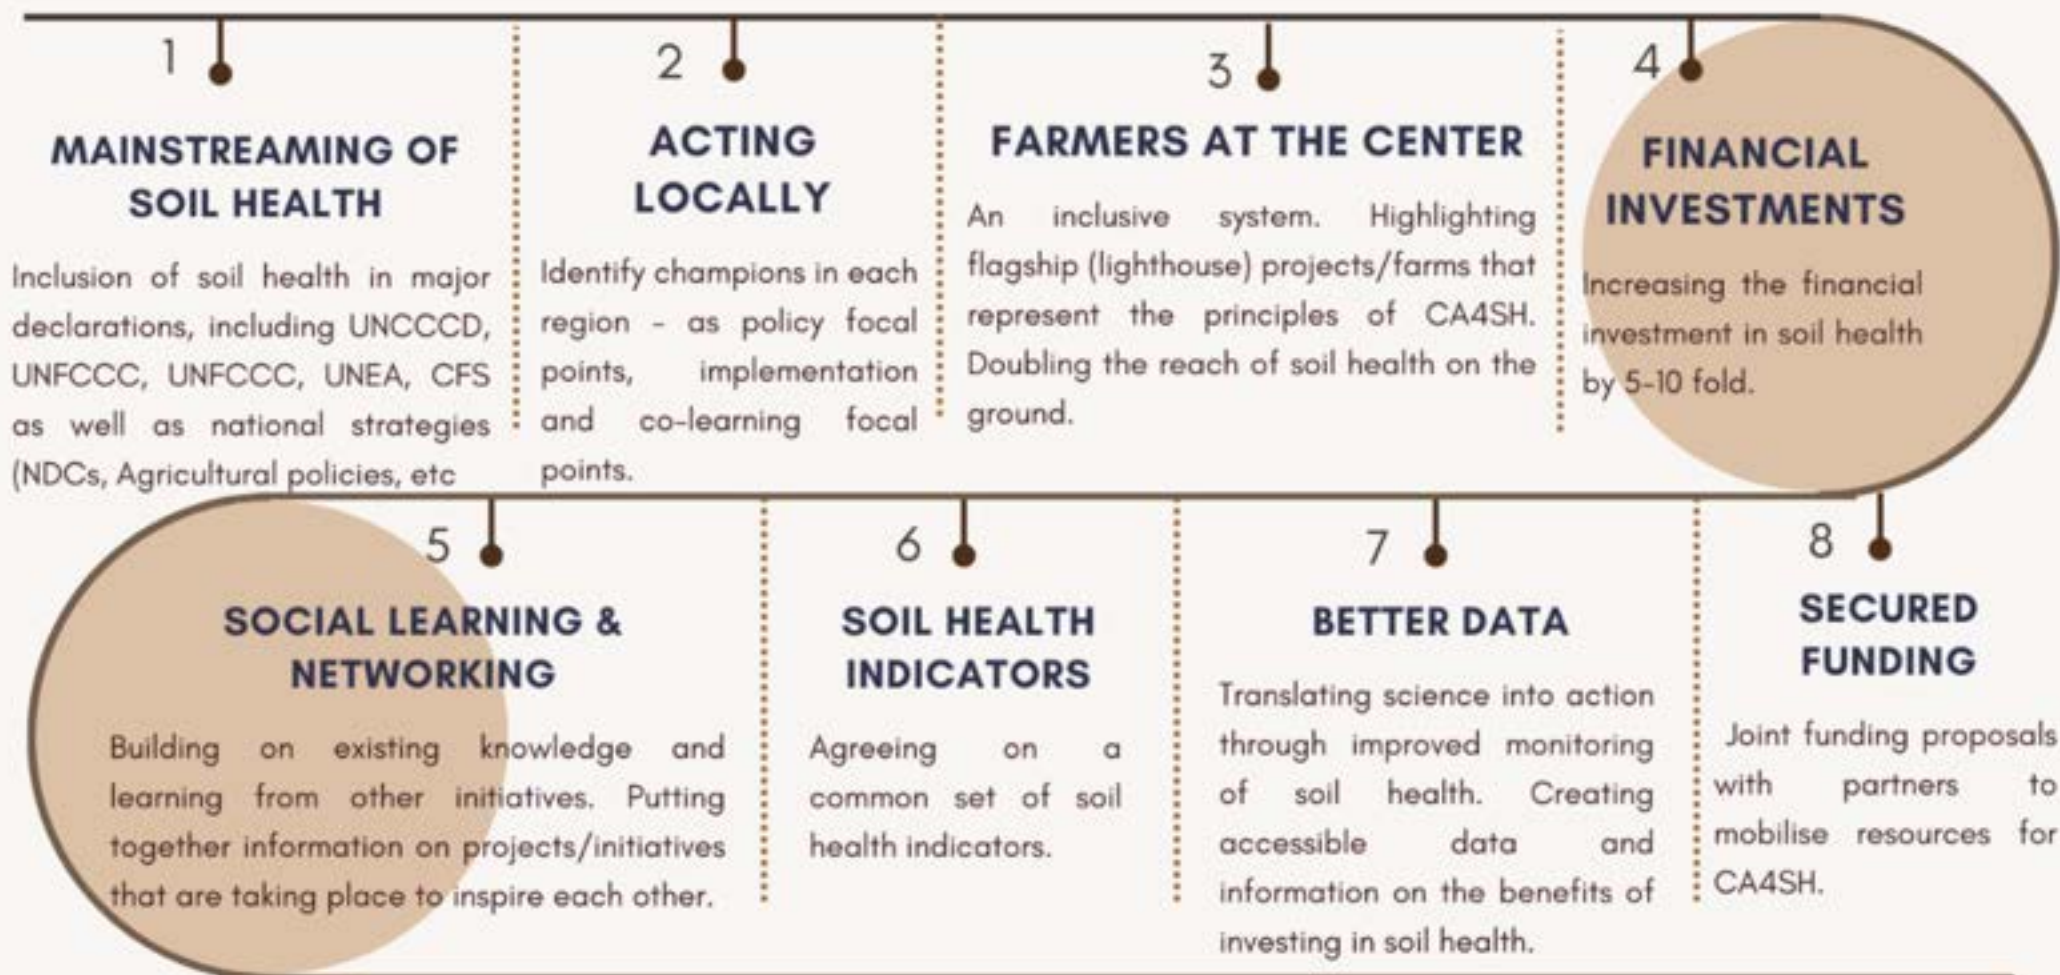 1
MAINSTREAMING OF
SOIL HEALTH
Inclusion of soil health in major
declarations, including UNCCCD,
UNFCCC, UNFCCC, UNEA, CFS
as well as national strategies
(NDCs, Agricultural policies, etc
2
ACTING
LOCALLY
Identify champions in each
region - as policy focal
points, implementation
and co-learning focal
points.
3
FARMERS AT THE CENTER
An inclusive system. Highlighting
flagship (lighthouse) projects/farms that
represent the principles of CA4SH.
Doubling the reach of soil health on the
ground.
4
FINANCIAL
INVESTMENTS
Increasing the financial
investment in soil health
by 5-10 fold.
5
SOCIAL LEARNING &
NETWORKING
Building on existing knowledge and
learning from other initiatives. Putting
together information on projects/initiatives
that are taking place to inspire each other.
6
SOIL HEALTH
INDICATORS
Agreeing on a
common set of soil
health indicators.
7
BETTER DATA
Translating science into action
through improved monitoring
of soil health. Creating
accessible data and
information on the benefits of
investing in soil health.
8
SECURED
FUNDING
Joint funding proposals
with partners to
mobilise resources for
CA4SH.